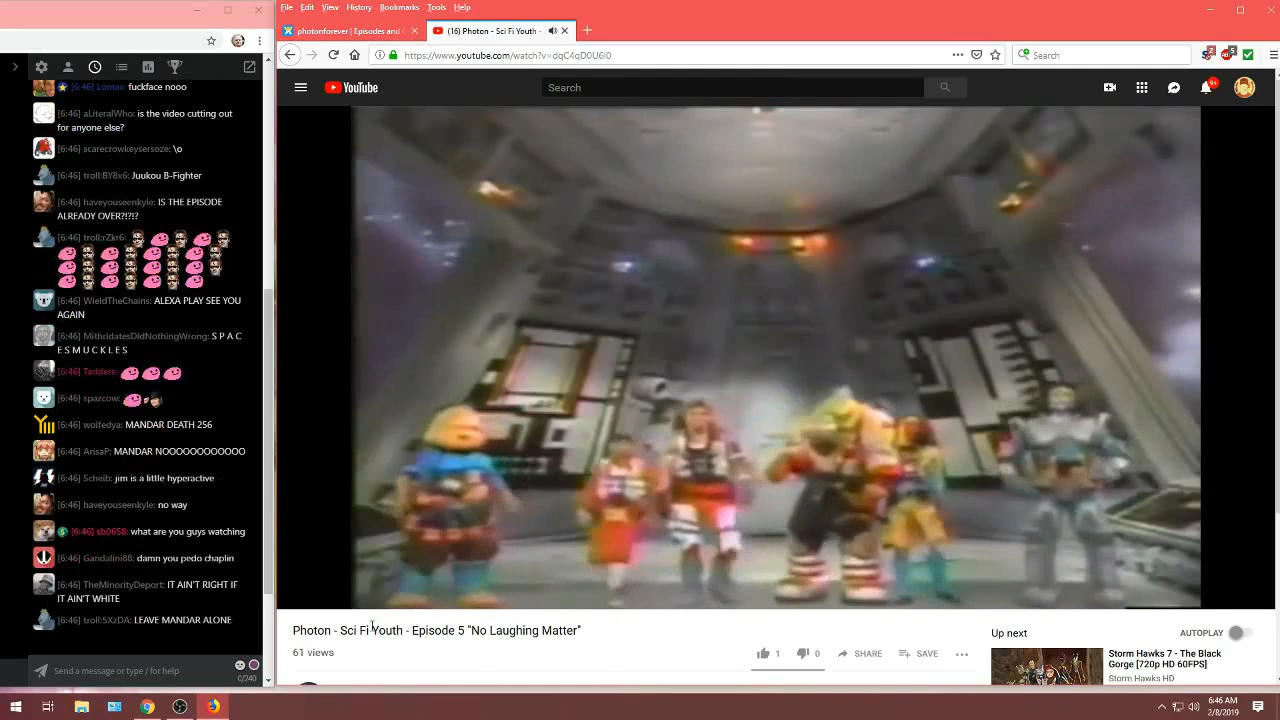 File Edit View History Bookmarks Tools Help
photonforever | Episodes and
(16) Photon - Sci Fi Youth -
https://www.youtube.com/watch?v=dqC4qD0U6I0
Search
YouTube
Search
9+
[6:46] Lomax: fuckface nooo
[6:46] aLiteralWho: is the video cutting out
for anyone else?
[6:46] scarecrowkeysersoze: \o
[6:46] troll:BY8x6: Juukou B-Fighter
[6:46] haveyouseenkyle: IS THE EPISODE
ALREADY OVER?!?!?
[6:46] troll:rZkr6:
[6:46] WieldTheChains: ALEXA PLAY SEE YOU
AGAIN
[6:46] MithridatesDidNothingWrong: S P A C
E S M U C K L E S
[6:46] Tadders:
[6:46] spazcow:
[6:46] wolfedya: MANDAR DEATH 256
[6:46] ArisaP: MANDAR NOOOOOOOOOOO
[6:46] Scheib: jim is a little hyperactive
[6:46] haveyouseenkyle: no way
[6:46] sb0658: what are you guys watching
[6:46] Gandalini88: damn you pedo chaplin
[6:46] TheMinorityDeport: IT AIN'T RIGHT IF
IT AIN'T WHITE
[6:46] troll:5XzDA: LEAVE MANDAR ALONE
Send a message or type / for help
0/240
Photon - Sci Fi Youth - Episode 5 "No Laughing Matter"
61 views
1
0
SHARE
SAVE
Up next
AUTOPLAY
Storm Hawks 7 - The Black
Gorge [720p HD 60FPS]
Storm Hawks HD
6:46 AM
2/8/2019